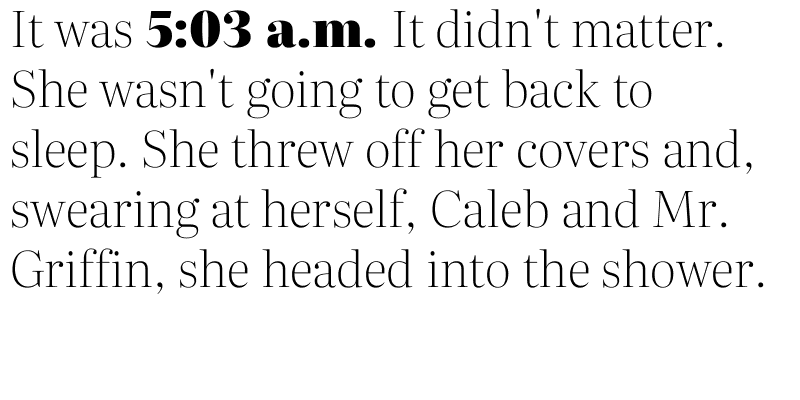 It was 5:03 a.m. It didn't matter.
She wasn't going to get back to
sleep. She threw off her covers and,
swearing at herself, Caleb and Mr.
Griffin, she headed into the shower.